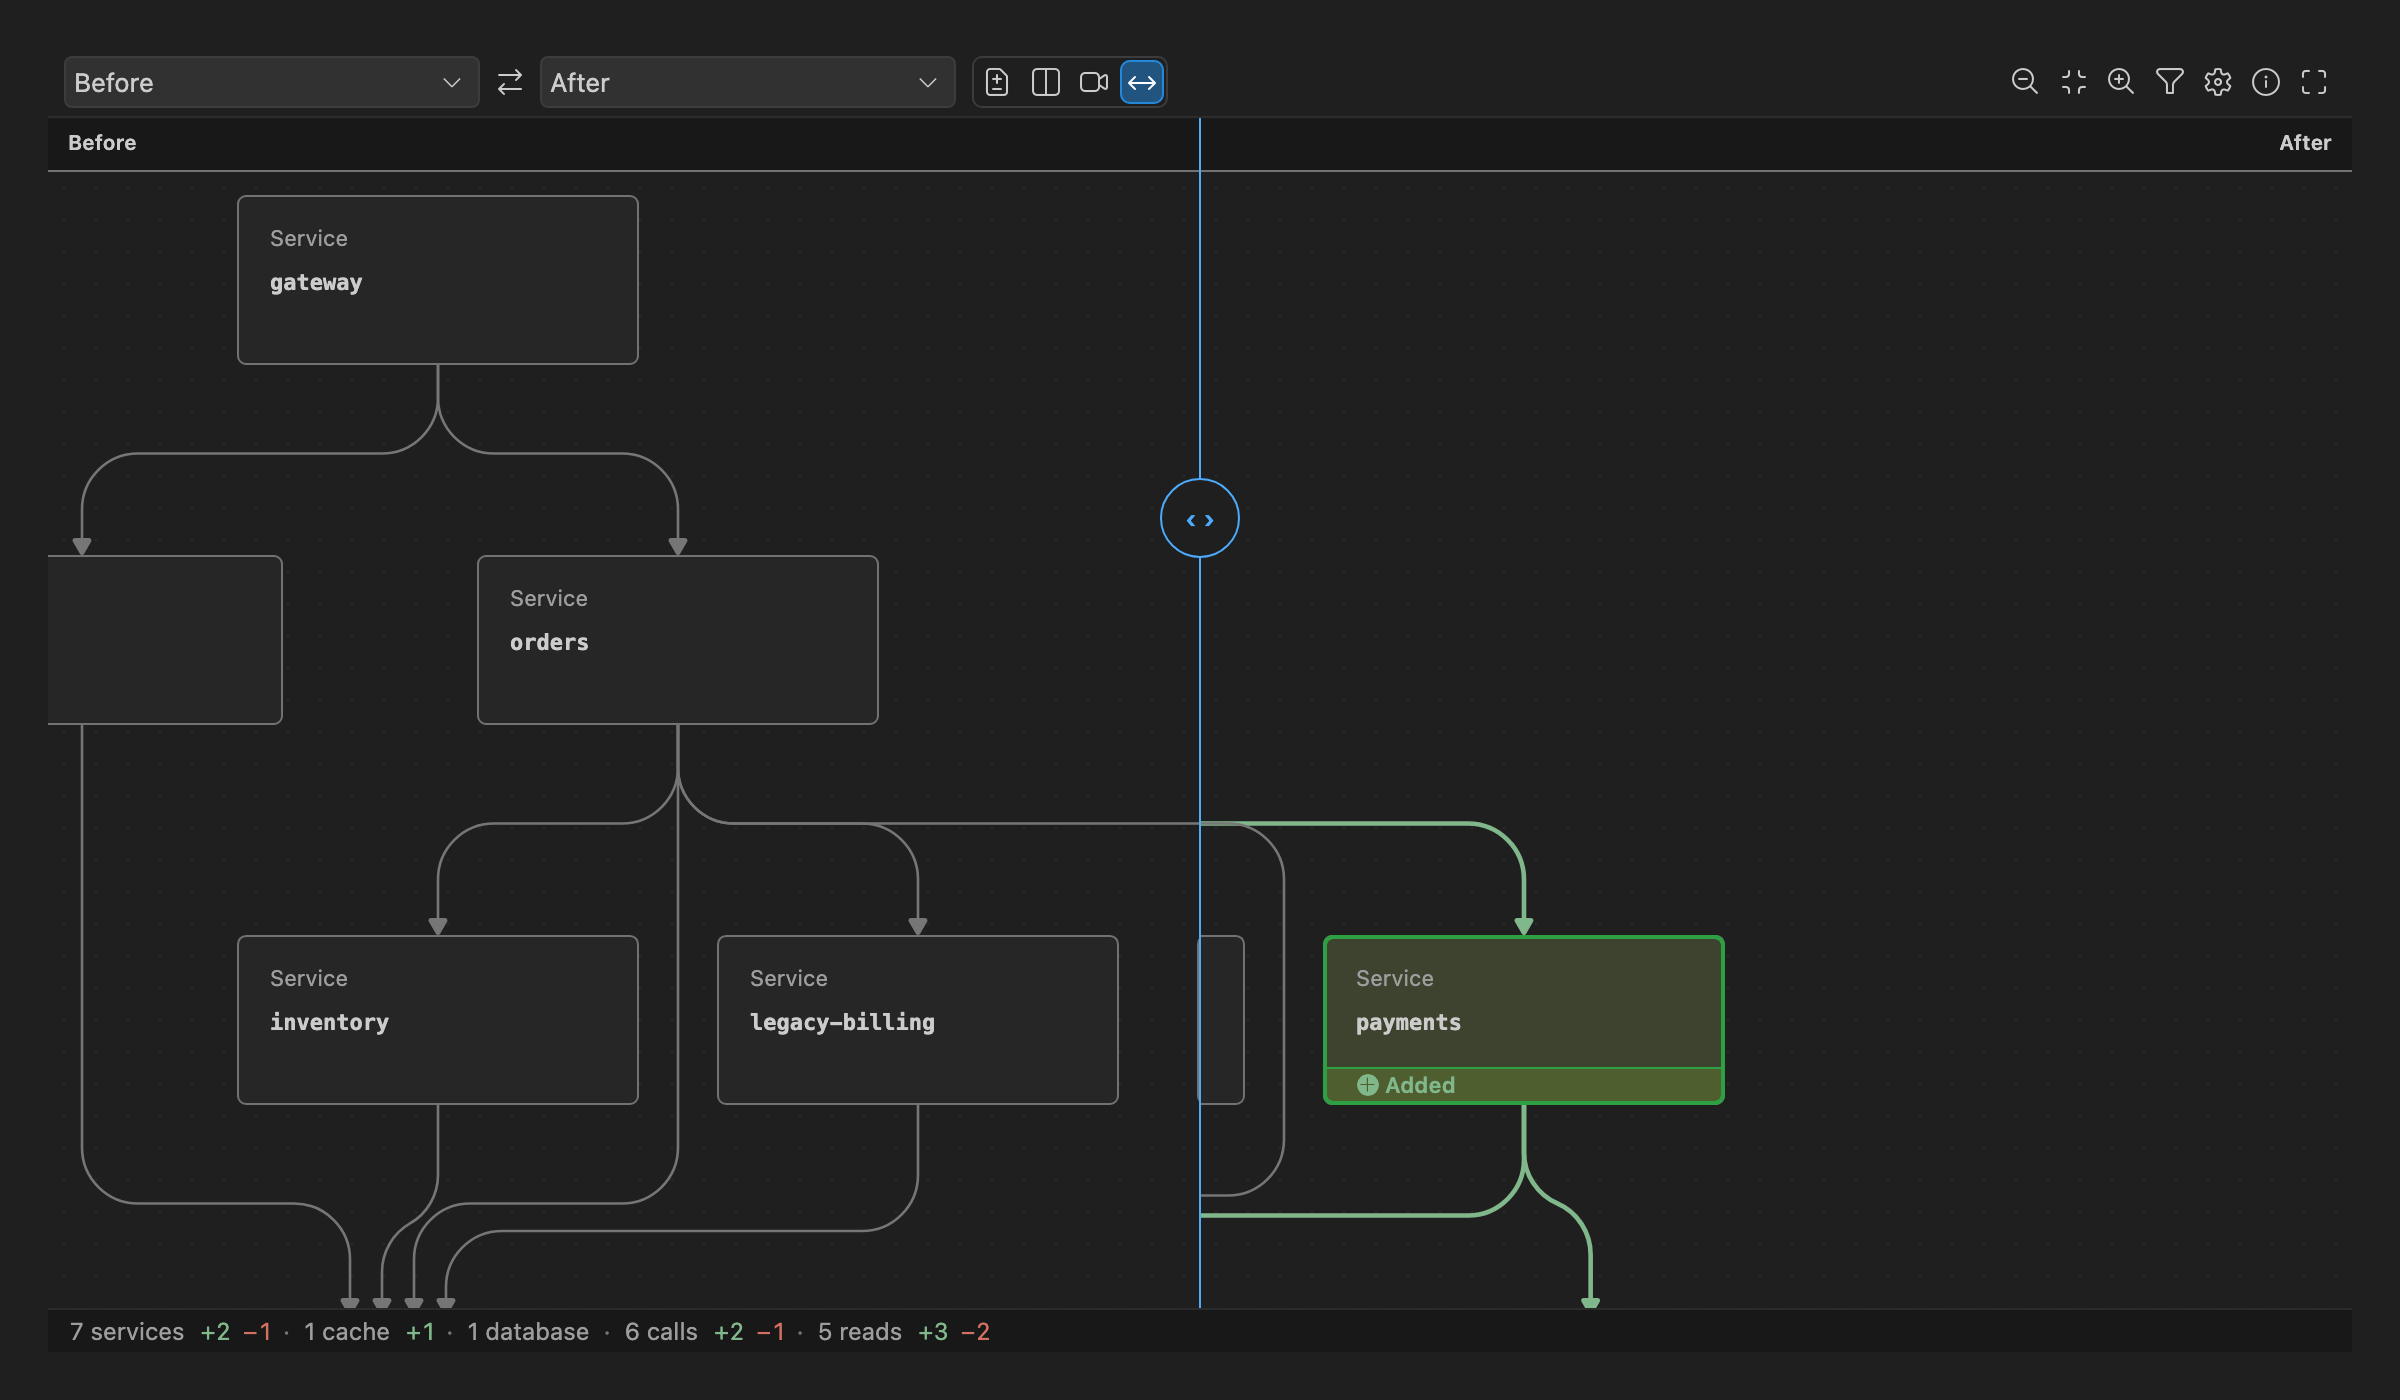 Before
After
Before
After
Service
gateway
Service
orders
Service
inventory
Service
legacy-billing
Service
payments
Added
7 services +2 −1 · 1 cache +1 · 1 database · 6 calls +2 −1 · 5 reads +3 −2